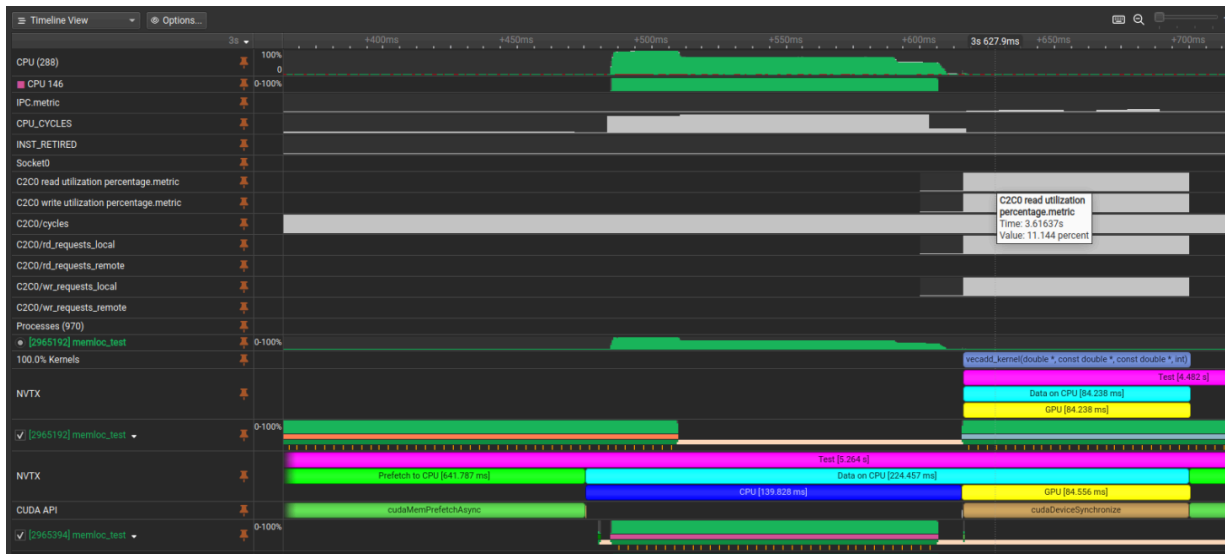 Timeline View Options...
3s +400ms +450ms +500ms +550ms +600ms 3s 627.9ms +650ms +700ms
CPU (288) 100% 0
CPU 146 0-100%
IPC.metric
CPU_CYCLES
INST_RETIRED
Socket0
C2C0 read utilization percentage.metric
C2C0 write utilization percentage.metric
C2C0 read utilization
percentage.metric
Time: 3.61637s
Value: 11.144 percent
C2C0/cycles
C2C0/rd_requests_local
C2C0/rd_requests_remote
C2C0/wr_requests_local
C2C0/wr_requests_remote
Processes (970)
[2965192] memloc_test 0-100%
100.0% Kernels vecadd_kernel(double *, const double *, const double *, int)
Test [4.482 s]
NVTX Data on CPU [84.238 ms]
GPU [84.238 ms]
[2965192] memloc_test 0-100%
Test [5.264 s]
NVTX Prefetch to CPU [641.787 ms] Data on CPU [224.457 ms]
CPU [139.828 ms] GPU [84.556 ms]
CUDA API cudaMemPrefetchAsync cudaDeviceSynchronize
[2965394] memloc_test 0-100%